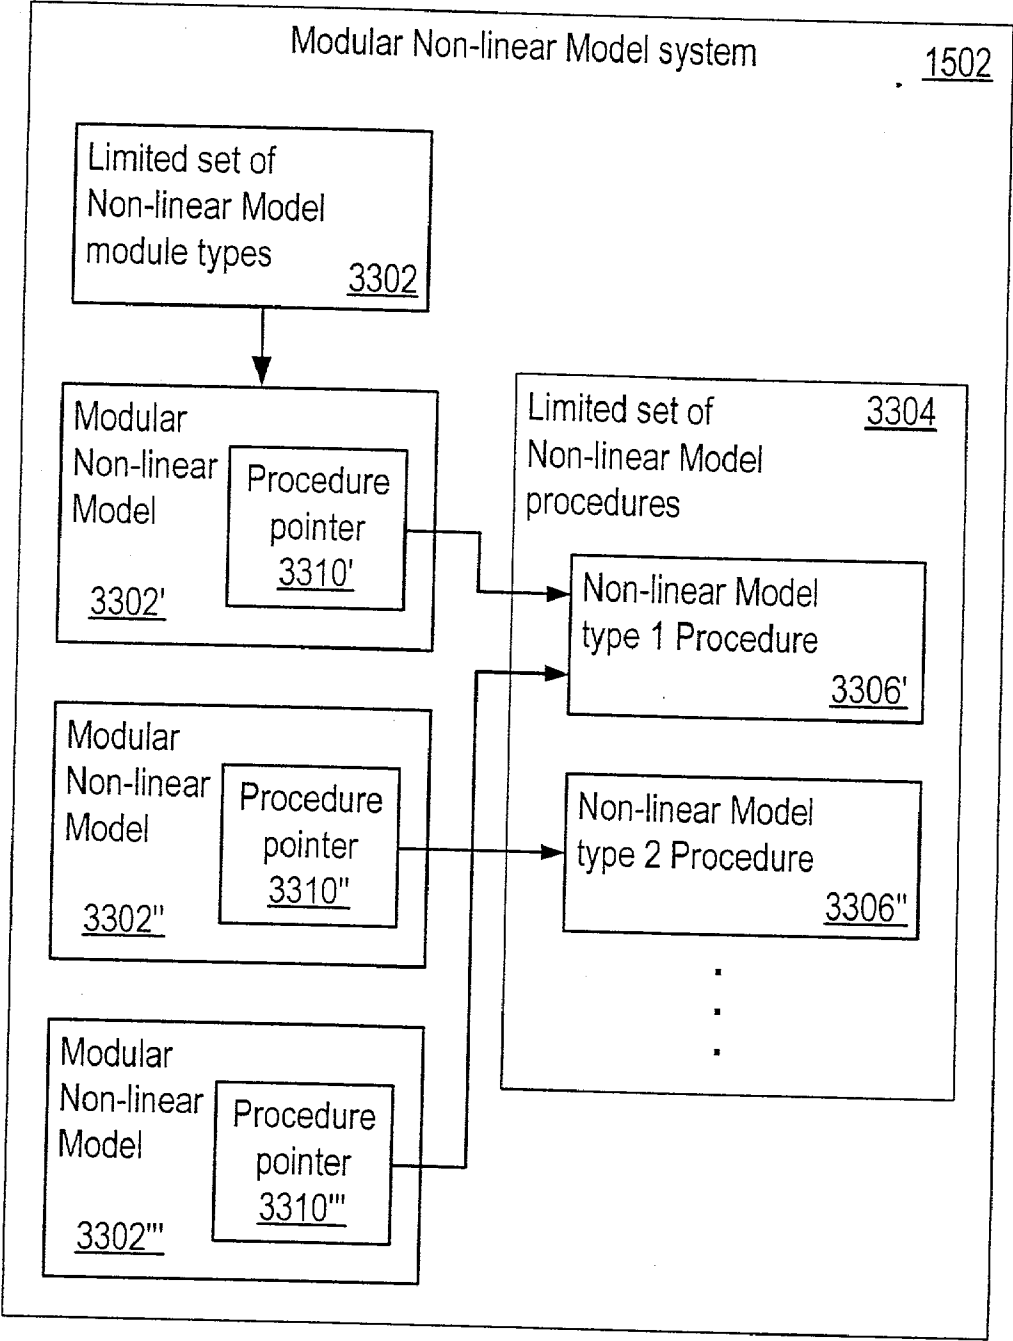 Modular Non-linear Model system
1502
Limited set of
Non-linear Model
module types
3302
Modular
Non-linear
Model
3302'
Procedure
pointer
3310'
Limited set of
Non-linear Model
procedures
3304
Non-linear Model
type 1 Procedure
3306'
Modular
Non-linear
Model
3302"
Procedure
pointer
3310"
Non-linear Model
type 2 Procedure
3306"
Modular
Non-linear
Model
3302'''
Procedure
pointer
3310'''